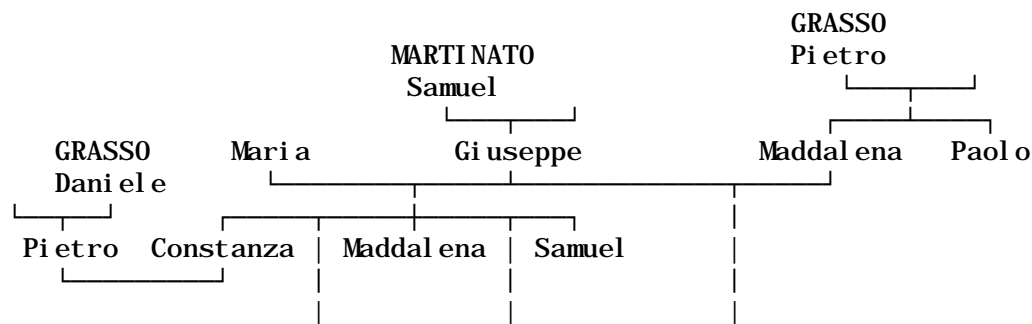 GRASSO
MARTINATO Pietro
Samuel
GRASSO Maria Giuseppe Maddalena Paolo
Daniele
Pietro Constanza Maddalena Samuel